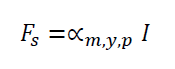 F_s =∝_{m,y,p} I